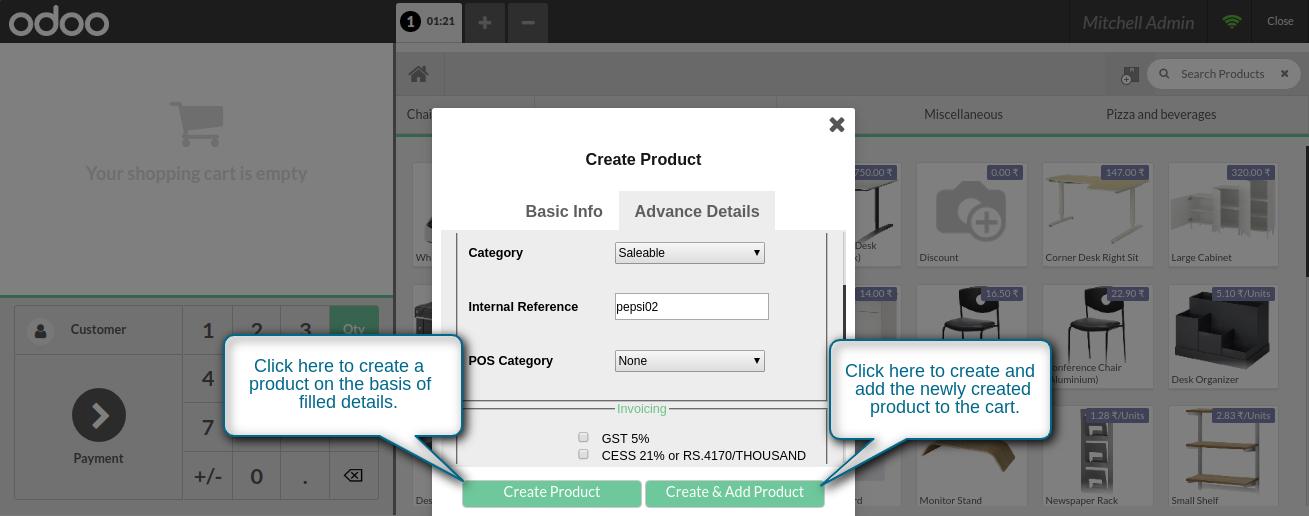 odoo
1 01:21
Mitchell Admin
Close
Search Products
Miscellaneous
Pizza and beverages
Your shopping cart is empty
Create Product
Basic Info
Advance Details
Category
Saleable
Internal Reference
pepsi02
POS Category
None
Invoicing
GST 5%
CESS 21% or RS.4170/THOUSAND
Create Product
Create & Add Product
Click here to create a
product on the basis of
filled details.
Click here to create and
add the newly created
product to the cart.
Customer
Payment
1
2
3
Qty
4
7
+/-
0
.
750.00 ₹
Desk
0.00 ₹
Discount
147.00 ₹
Corner Desk Right Sit
320.00 ₹
Large Cabinet
14.00 ₹
16.50 ₹
22.90 ₹
5.10 ₹/Units
Desk Organizer
Monitor Stand
1.28 ₹/Units
Newspaper Rack
2.83 ₹/Units
Small Shelf